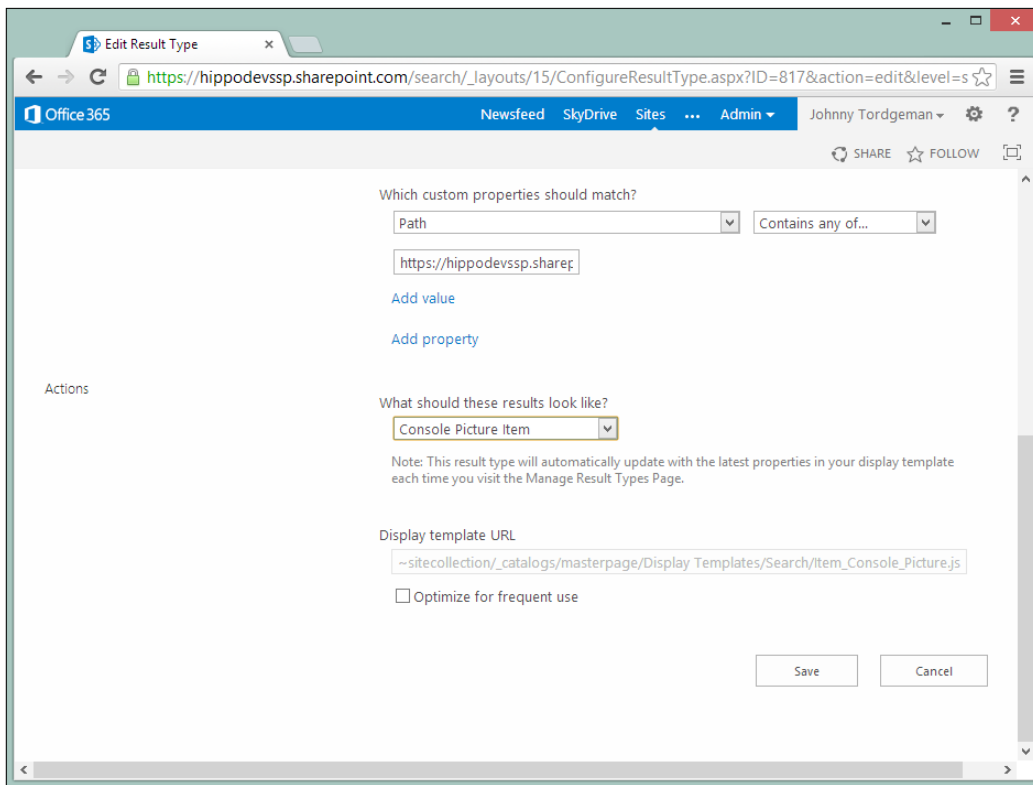 Edit Result Type
https://hippodevssp.sharepoint.com/search/_layouts/15/ConfigureResultType.aspx?ID=817&action=edit&level=s
Office 365
Newsfeed SkyDrive Sites ... Admin Johnny Tordgeman ?
SHARE FOLLOW
Which custom properties should match?
Path Contains any of...
https://hippodevssp.sharep
Add value
Add property
Actions
What should these results look like?
Console Picture Item
Note: This result type will automatically update with the latest properties in your display template
each time you visit the Manage Result Types Page.
Display template URL
~sitecollection/_catalogs/masterpage/Display Templates/Search/Item_Console_Picture.js
Optimize for frequent use
Save Cancel